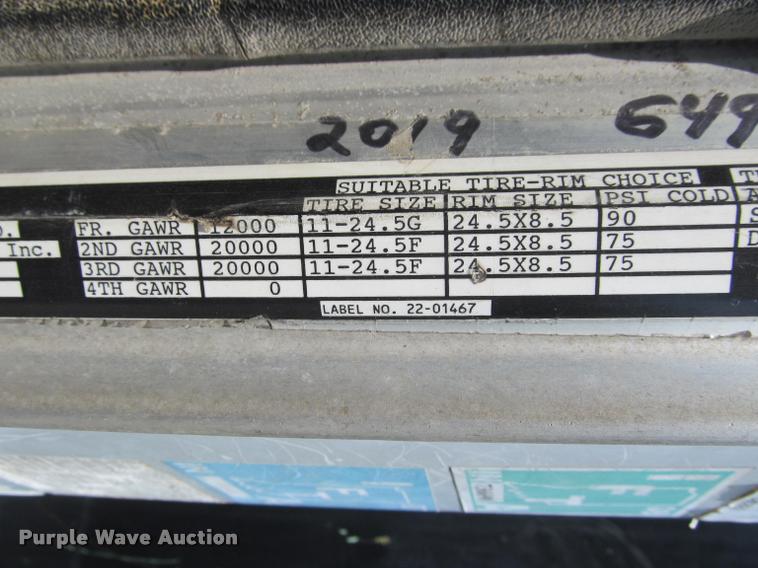 2019 649
SUITABLE TIRE-RIM CHOICE
TIRE SIZE RIM SIZE PSI COLD
FR. GAWR 12000 11-24.5G 24.5X8.5 90
Inc. 2ND GAWR 20000 11-24.5F 24.5X8.5 75
3RD GAWR 20000 11-24.5F 24.5X8.5 75
4TH GAWR 0
LABEL NO. 22-01467
Purple Wave Auction